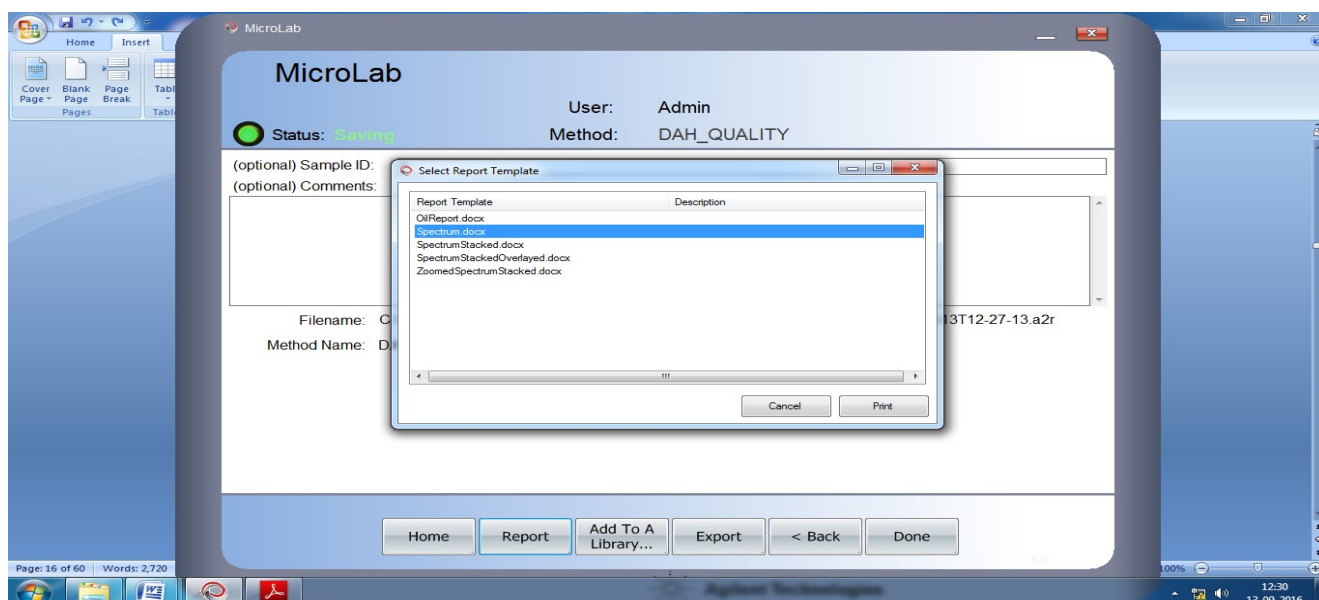 Home Insert
Cover Page Blank Page Page Break
Pages
MicroLab
MicroLab
User: Admin
Status: Saving Method: DAH_QUALITY
(optional) Sample ID:
(optional) Comments:
Select Report Template
Report Template Description
OilReport.docx
Spectrum.docx
SpectrumStacked.docx
SpectrumStackedOverlayed.docx
ZoomedSpectrumStacked.docx
Cancel Print
Filename: C 13T12-27-13.a2r
Method Name: D
Home Report Add To A Library... Export < Back Done
Agilent Technologies
Page: 16 of 60 Words: 2,720
100%
12:30
13-09-2016